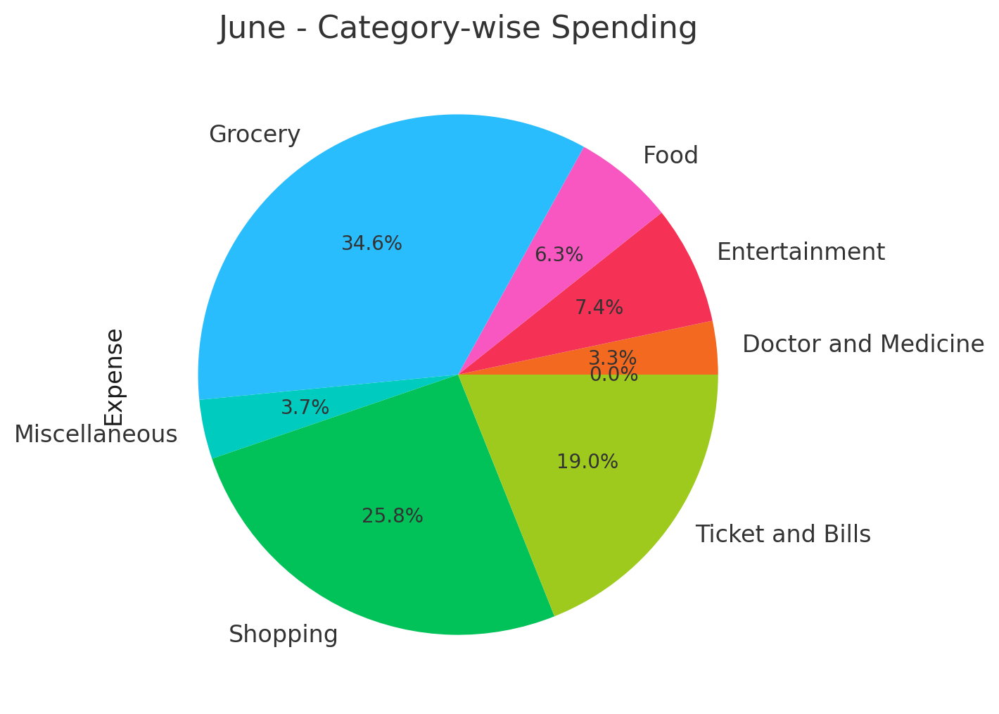 June - Category-wise Spending
Grocery
Food
34.6%
6.3%
Entertainment
7.4%
Doctor and Medicine
3.3%
0.0%
Expense
3.7%
Miscellaneous
19.0%
25.8%
Ticket and Bills
Shopping